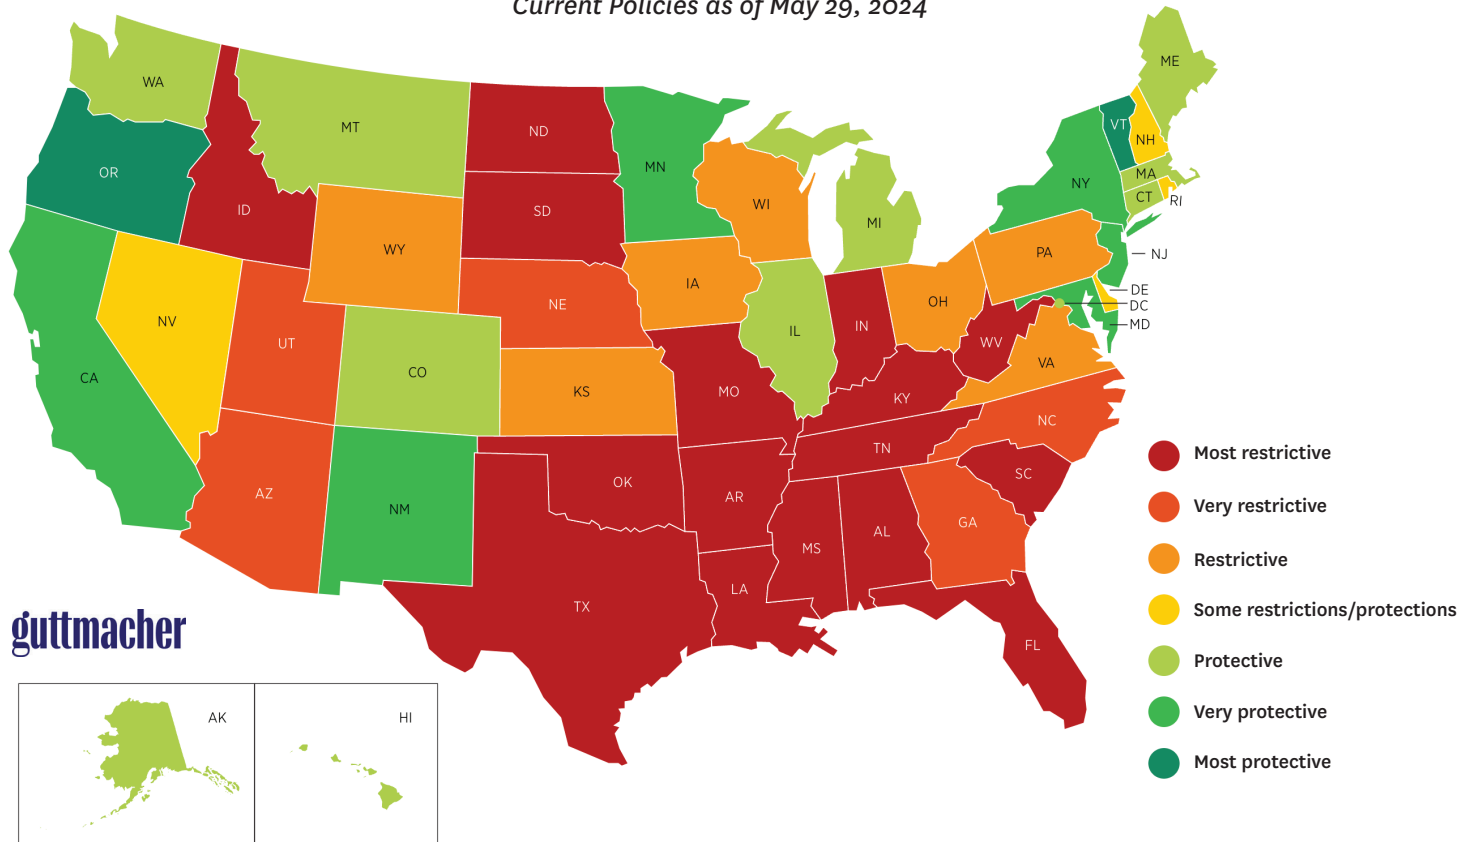 Current Policies as of May 29, 2024
ME
WA
MT
VT
ND
NH
MN
OR
MA
NY
CT
RI
WI
ID
SD
MI
WY
PA
NJ
IA
DE
OH
NE
DC
NV
MD
IL
IN
UT
WV
VA
CO
CA
KS
MO
KY
NC
TN
Most restrictive
SC
OK
AZ
AR
Very restrictive
NM
GA
AL
MS
Restrictive
LA
TX
Some restrictions/protections
guttmacher
FL
Protective
AK
HI
Very protective
Most protective